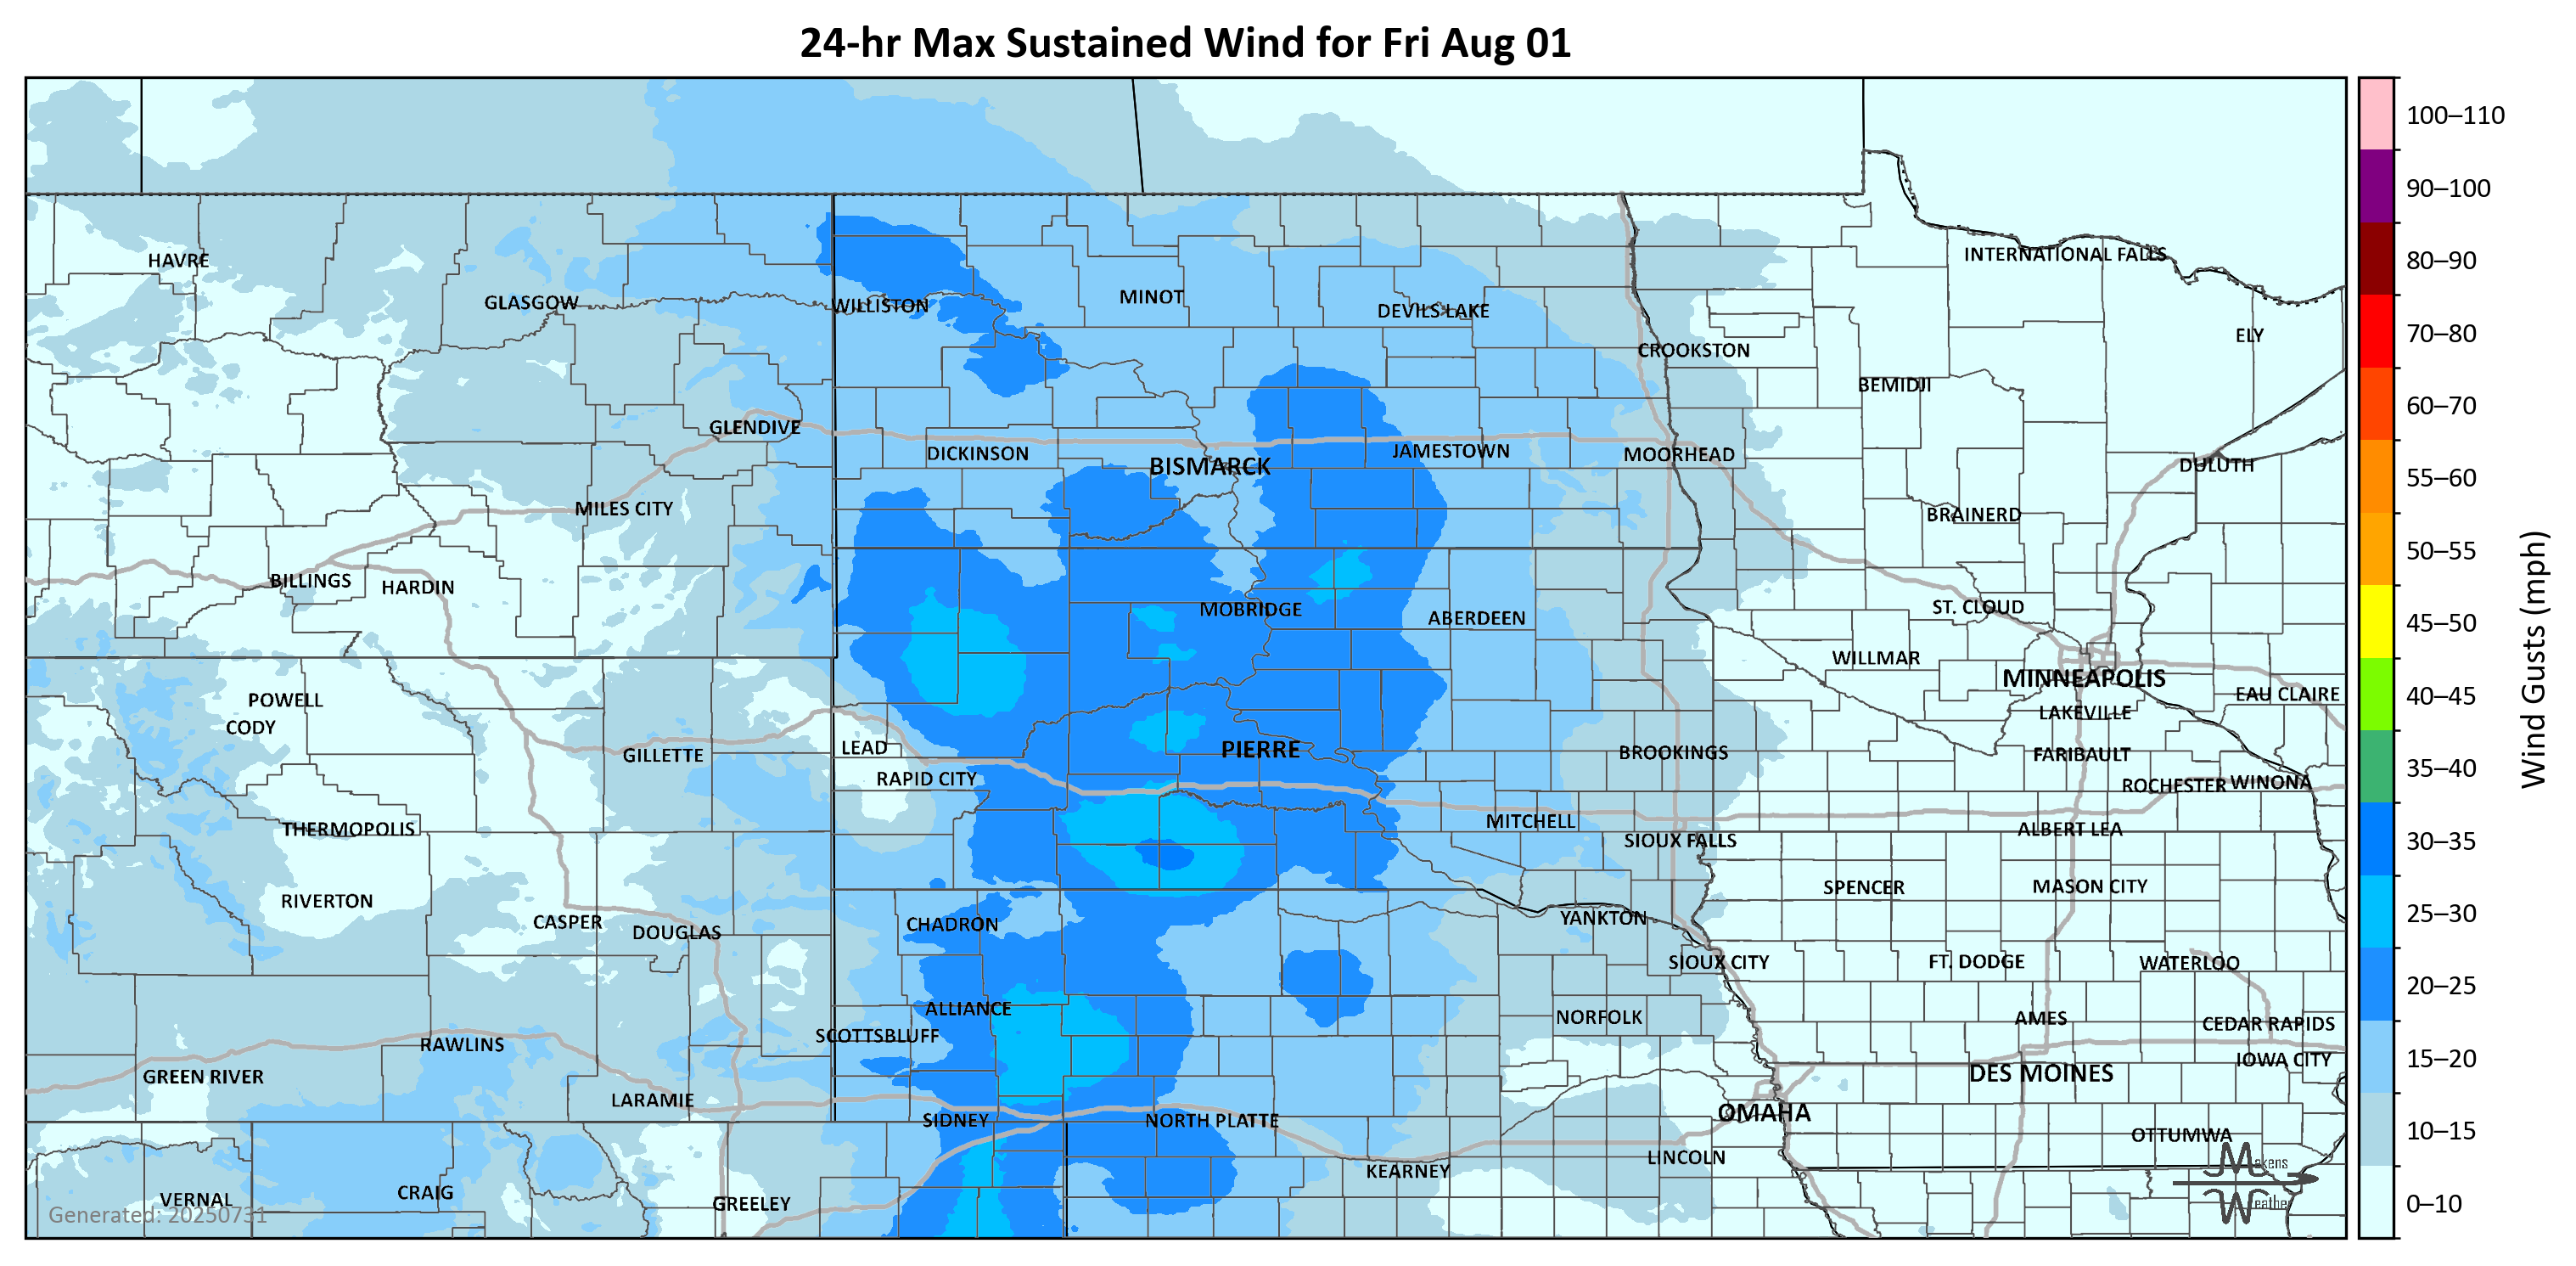 24-hr Max Sustained Wind for Fri Aug 01
100–110
90–100
80–90
70–80
60–70
55–60
50–55
45–50
40–45
35–40
30–35
25–30
20–25
15–20
10–15
0–10
Wind Gusts (mph)
HAVRE
INTERNATIONAL FALLS
GLASGOW
WILLISTON
MINOT
DEVILS LAKE
ELY
CROOKSTON
BEMIDJI
GLENDIVE
DICKINSON
BISMARCK
JAMESTOWN
MOORHEAD
DULUTH
MILES CITY
BRAINERD
BILLINGS
HARDIN
MOBRIDGE
ABERDEEN
ST. CLOUD
WILLMAR
MINNEAPOLIS
EAU CLAIRE
POWELL
CODY
LAKEVILLE
GILLETTE
LEAD
PIERRE
BROOKINGS
FARIBAULT
RAPID CITY
ROCHESTER
WINONA
THERMOPOLIS
MITCHELL
SIOUX FALLS
ALBERT LEA
RIVERTON
SPENCER
MASON CITY
CASPER
DOUGLAS
CHADRON
YANKTON
SIOUX CITY
FT. DODGE
WATERLOO
ALLIANCE
NORFOLK
AMES
CEDAR RAPIDS
SCOTTSBLUFF
RAWLINS
IOWA CITY
GREEN RIVER
DES MOINES
LARAMIE
SIDNEY
NORTH PLATTE
OMAHA
OTTUMWA
KEARNEY
LINCOLN
VERNAL
CRAIG
GREELEY
Makens
Weather
Generated: 20250731